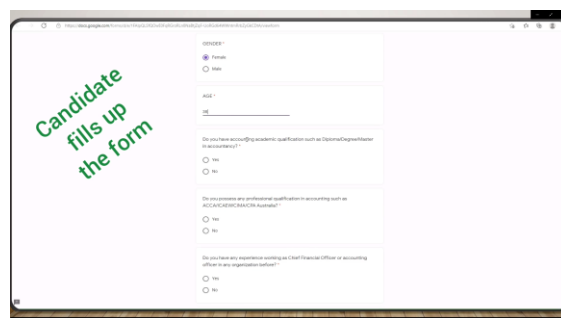 Candidate
fills up
the form
GENDER *
Female
Male
AGE *
Do you have accounting academic qualification such as Diploma/Degree/Master
in accountancy? *
Yes
No
Do you possess any professional qualification in accounting such as
ACCA/ICAEW/CIMA/CPA Australia? *
Yes
No
Do you have any experience working as Chief Financial Officer or accounting
officer in any organization before? *
Yes
No